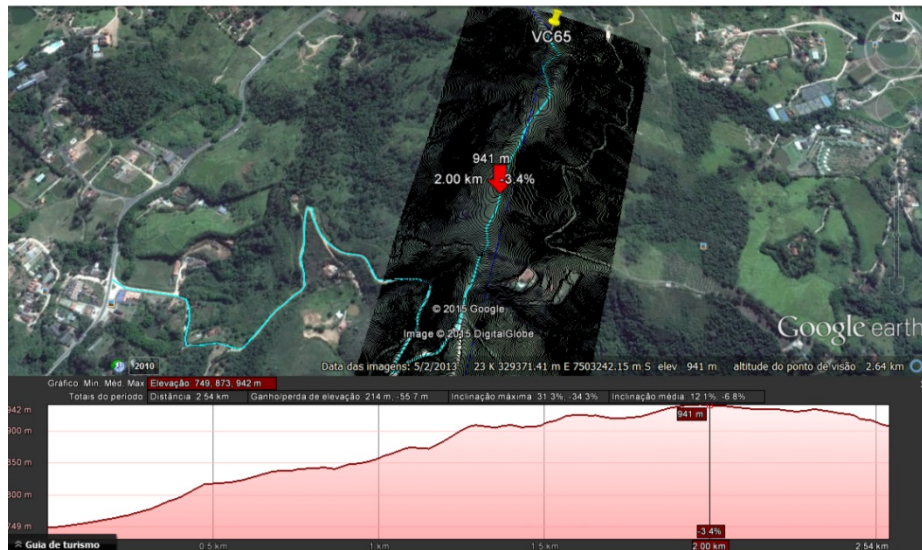 N
VC65
941 m
2.00 km -3.4%
© 2015 Google
Image © 2015 DigitalGlobe
Google earth
2010
Data das imagens: 5/2/2013 23 K 329371.41 m E 7503242.15 m S elev 941 m altitude do ponto de visão 2.64 km
Gráfico Min. Méd. Max Elevação 749, 873, 942 m
Totais do período Distância 2.54 km Ganho/perda de elevação 214 m, -55.7 m Inclinação máxima 31.3%, -34.3% Inclinação média 12.1%, -6.8%
942 m
941 m
900 m
850 m
800 m
749 m
-3.4%
Guia de turismo 0.5 km 1 km 1.5 km 2.00 km 2.54 km